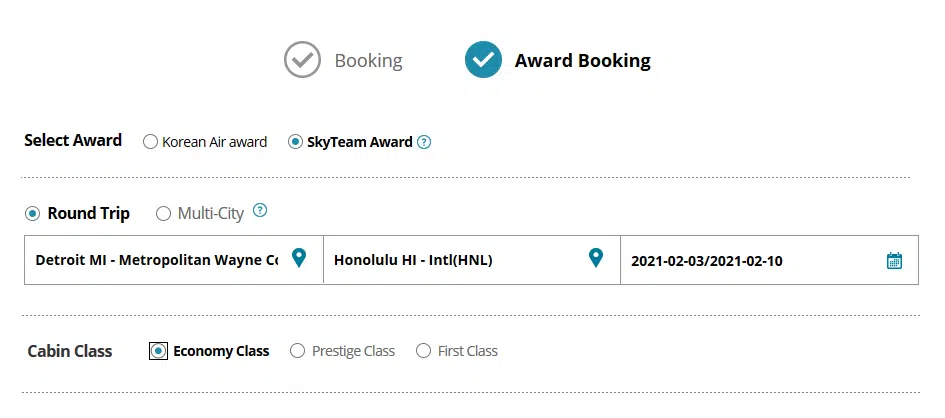 Booking Award Booking
Select Award Korean Air award SkyTeam Award ?
Round Trip Multi-City ?
Detroit MI - Metropolitan Wayne Co Honolulu HI - Intl(HNL) 2021-02-03/2021-02-10
Cabin Class Economy Class Prestige Class First Class